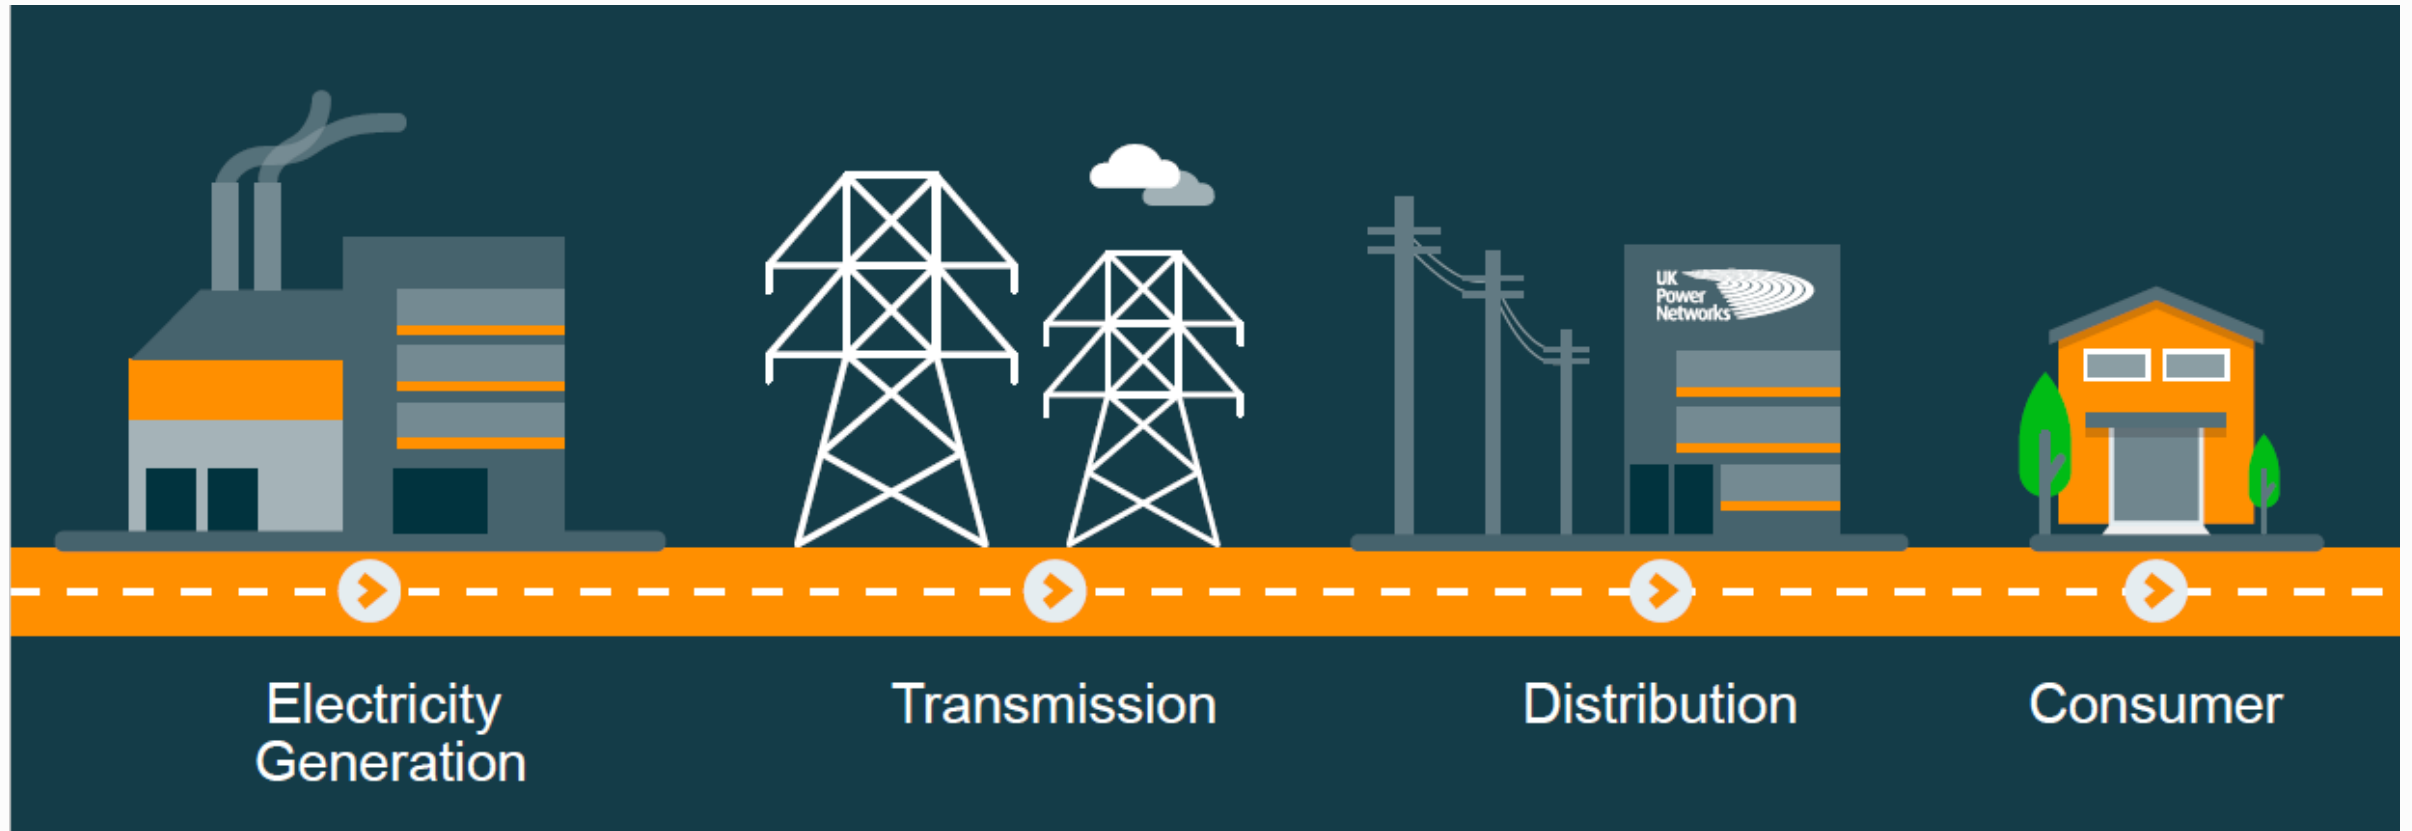 UK
Power
Networks
Electricity
Generation
Transmission
Distribution
Consumer